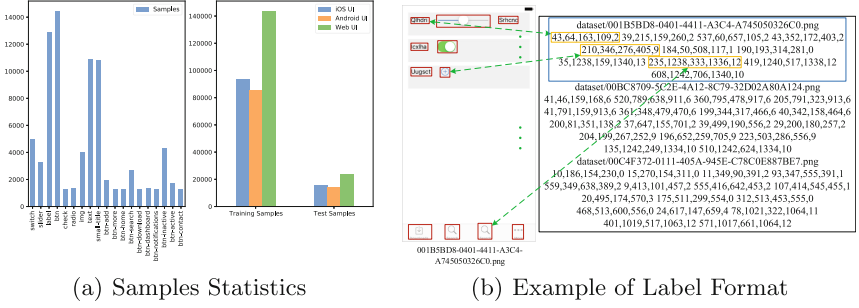 Samples
14000
12000
10000
8000
6000
4000
2000
0
switch
slider
label
btn
check
radio
img
text
small-title
btn-add
btn-more
btn-home
btn-search
btn-download
btn-dashboard
btn-notifications
btn-inactive
btn-active
btn-contact
iOS UI
Android UI
Web UI
140000
120000
100000
80000
60000
40000
20000
0
Training Samples
Test Samples
(a) Samples Statistics
Qlhdn
Srhcng
icxlha
Uugsct
001B5BD8-0401-4411-A3C4-
A745050326C0.png
dataset/001B5BD8-0401-4411-A3C4-A745050326C0.png
43,64,163,109,2 39,215,159,260,2 537,60,657,105,2 43,352,172,403,2
210,346,276,405,9 184,50,508,117,1 190,193,314,281,0
35,1238,159,1340,13 235,1238,333,1336,12 419,1240,517,1338,12
608,1242,706,1340,10
dataset/00BC8709-5C2E-4A12-8C79-32D02A80A124.png
41,46,159,168,6 520,789,638,911,6 360,795,478,917,6 205,791,323,913,6
41,791,159,913,6 361,348,479,470,6 199,344,317,466,6 40,342,158,464,6
200,81,351,138,2 37,647,155,701,2 39,499,190,556,2 29,200,180,257,2
204,199,267,252,9 196,652,259,705,9 223,503,286,556,9
135,1242,249,1334,10 510,1242,624,1334,10
dataset/00C4F372-0111-405A-945E-C78C0E887BE7.png
10,186,154,230,0 15,270,154,311,0 11,349,90,391,2 93,347,555,391,1
559,349,638,389,2 9,413,101,457,2 555,416,642,453,2 107,414,545,455,1
20,495,174,570,3 175,511,299,554,0 312,513,453,555,0
468,513,600,556,0 24,617,147,659,4 78,1021,322,1064,11
401,1019,517,1063,12 571,1017,661,1064,12
(b) Example of Label Format